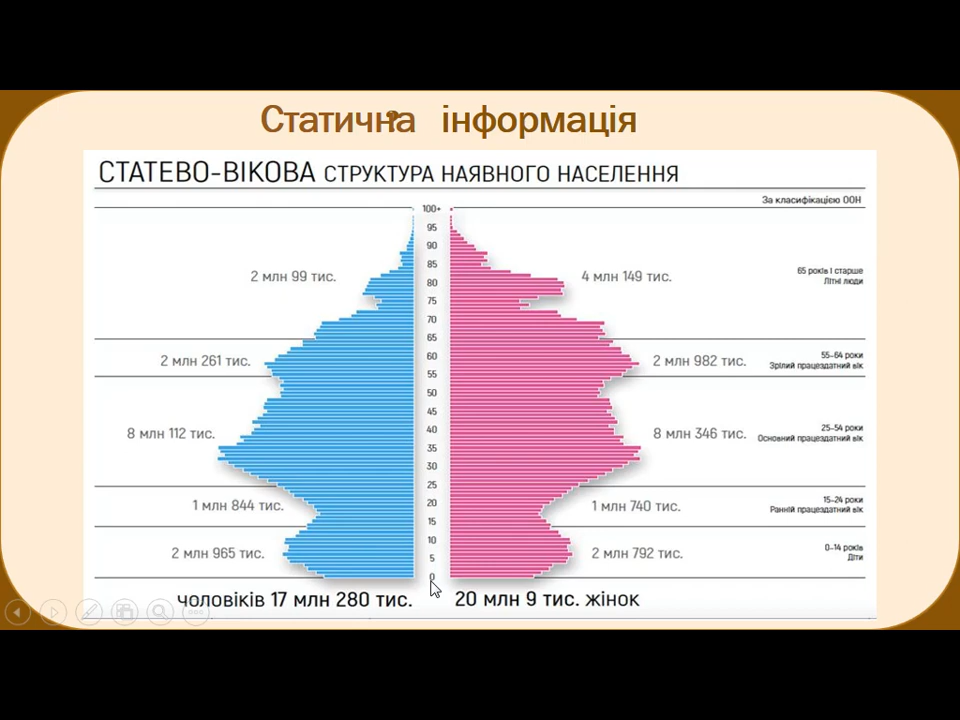 Статична інформація
СТАТЕВО-ВІКОВА СТРУКТУРА НАЯВНОГО НАСЕЛЕННЯ
За класифікацією ООН
100+
95
90
85
2 млн 99 тис.
80
4 млн 149 тис.
65 років і старше
Літні люди
75
70
65
2 млн 261 тис.
60
2 млн 982 тис.
55-64 роки
Зрілий працездатний вік
55
50
45
8 млн 112 тис.
40
8 млн 346 тис.
25-54 роки
Основний працездатний вік
35
30
25
1 млн 844 тис.
20
1 млн 740 тис.
15-24 роки
Ранній працездатний вік
15
10
2 млн 965 тис.
5
2 млн 792 тис.
0-14 років
Діти
0
чоловіків 17 млн 280 тис.
20 млн 9 тис. жінок